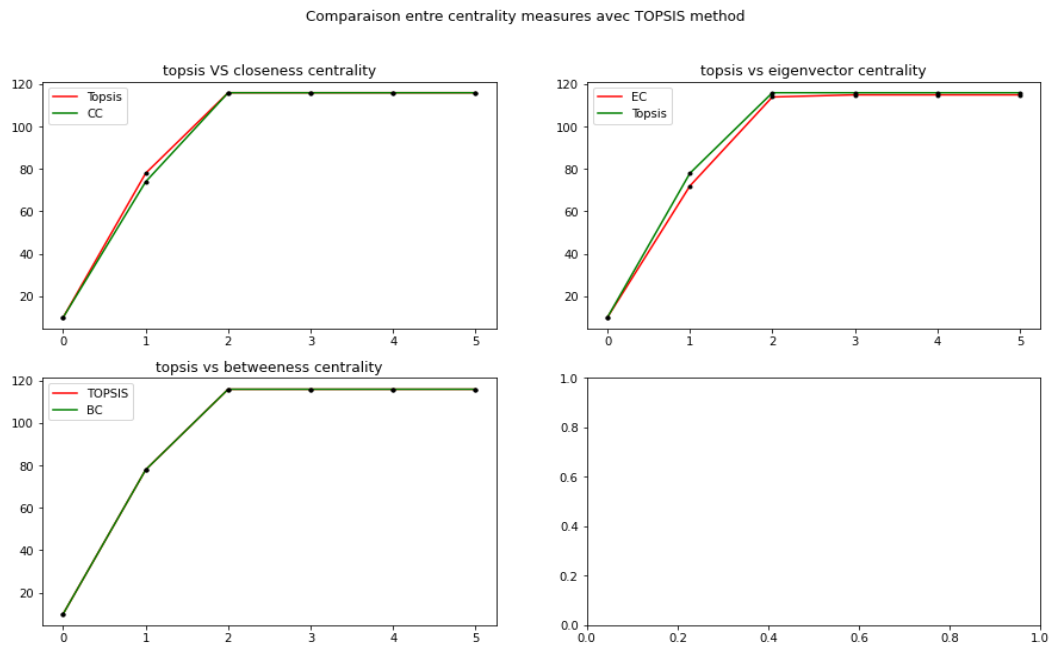 Comparaison entre centrality measures avec TOPSIS method
topsis VS closeness centrality
120
100
80
60
40
20
0 1 2 3 4 5
Topsis
CC
topsis vs eigenvector centrality
120
100
80
60
40
20
0 1 2 3 4 5
EC
Topsis
topsis vs betweeness centrality
120
100
80
60
40
20
0 1 2 3 4 5
TOPSIS
BC
1.0
0.8
0.6
0.4
0.2
0.0
0.0 0.2 0.4 0.6 0.8 1.0